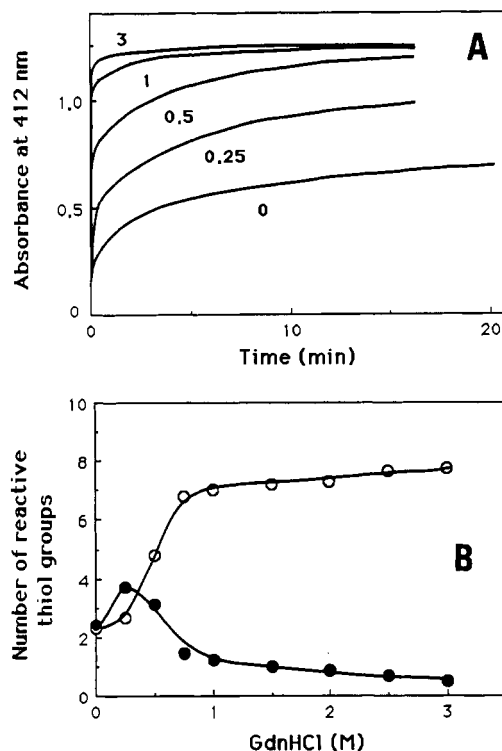 A
3
1
0.5
0.25
0
Absorbance at 412 nm
1.0
0.5
0
0 10 20
Time (min)
B
Number of reactive
thiol groups
10
8
6
4
2
0
0 1 2 3
GdnHCl (M)